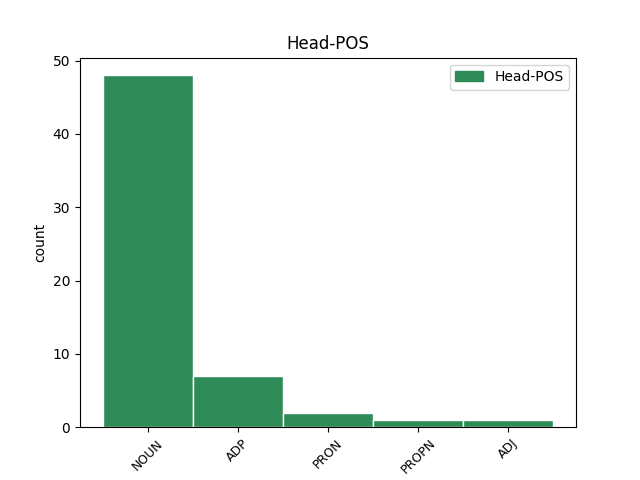 Head-POS
Head-POS
count
50
40
30
20
10
0
NOUN
ADP
PRON
PROPN
ADJ